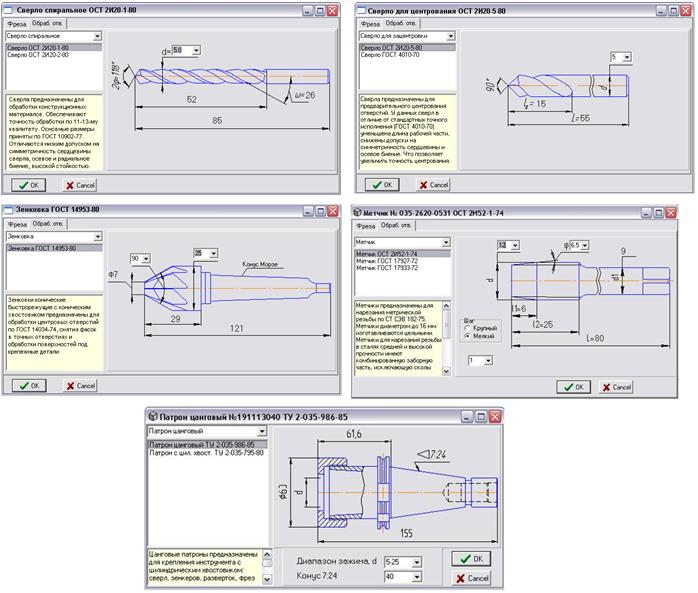 Сверло спиральное ОСТ 2И20-1-80
Фреза Обраб. отв.
Сверло спиральное
Сверло ОСТ 2И20-1-80
Сверло ОСТ 2И20-2-80
Сверла предназначены для
обработки конструкционных
материалов. Обеспечивают
точность обработки по 11-13-му
квалитету. Основные размеры
приняты по ГОСТ 10902-77.
Отличаются низким допуском на
симметричность сердцевины
сверла, осевое и радиальное
биение, высокой стойкостью.
d= 5.0
2φ=118°
52
ω=26
85
OK Cancel
Сверло для центрования ОСТ 2И20-5-80
Фреза Обраб. отв.
Сверло для зацентровки
Сверло ОСТ 2И20-5-80
Сверло ГОСТ 4010-70
Сверла предназначены для
предварительного центрования
отверстий. У данных сверл в
отличие от стандартных точного
исполнения (ГОСТ 4010-70)
уменьшена длина рабочей части,
снижены допуски на
симметричность сердцевины и
осевое биение. Что позволяет
увеличить точность центрования.
5
90°
d
l₀= 15
l=55
OK Cancel
Зенковка ГОСТ 14953-80
Фреза Обраб. отв.
Зенковка
Зенковка ГОСТ 14953-80
Зенковки конические
быстрорежущие с коническим
хвостовиком предназначены для
обработки центровых отверстий
по ГОСТ 14034-74, снятия фасок
в точных отверстиях и
обработки поверхностей под
крепежные детали.
90
25
Конус Морзе
Ф7
29
121
OK Cancel
Метчик № 035-2620-0531 ОСТ 2И52-1-74
Фреза Обраб. отв.
Метчик
Метчик ОСТ 2И52-1-74
Метчик ГОСТ 17927-72
Метчик ГОСТ 17933-72
Метчики предназначены для
нарезания метрической
резьбы по СТ СЭВ 182-75.
Метчики диаметром до 16 мм
изготавливаются цельными.
Метчики для нарезания резьбы
в сталях средней и высокой
прочности имеют
комбинированную заборную
часть, исключающую сколы
Шаг
Крупный
Мелкий
1
12
φ 6.5
9
d
d1
l1=6
l2=26
L=80
OK Cancel
Патрон цанговый №191113040 ТУ 2-035-986-85
Патрон цанговый
Патрон цанговый ТУ 2-035-986-85
Патрон с цил. хвост. ТУ 2-035-795-80
Цанговые патроны предназначены
для крепления инструмента с
цилиндрическим хвостовиком:
сверл, зенкеров, разверток, фрез
61,6
7:24
ф63
d
155
Диапазон зажима, d 5-25
Конус 7:24 40
OK
Cancel